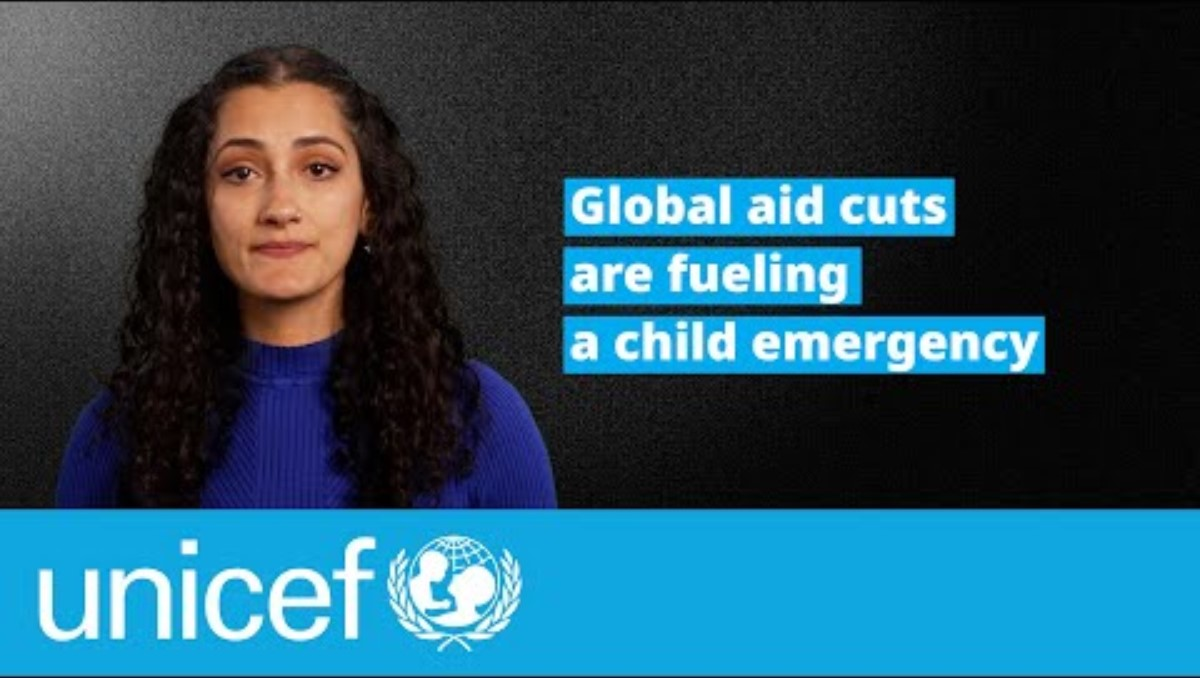 Global aid cuts
are fueling
a child emergency
unicef